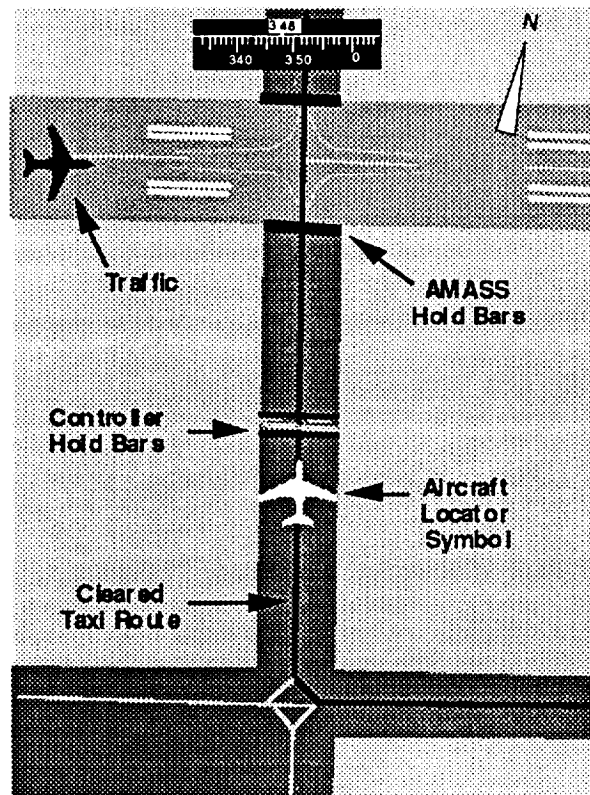 348
340 350 0
N
Traffic
AMASS
Hold Bars
Controller
Hold Bars
Aircraft
Locator
Symbol
Cleared
Taxi Route